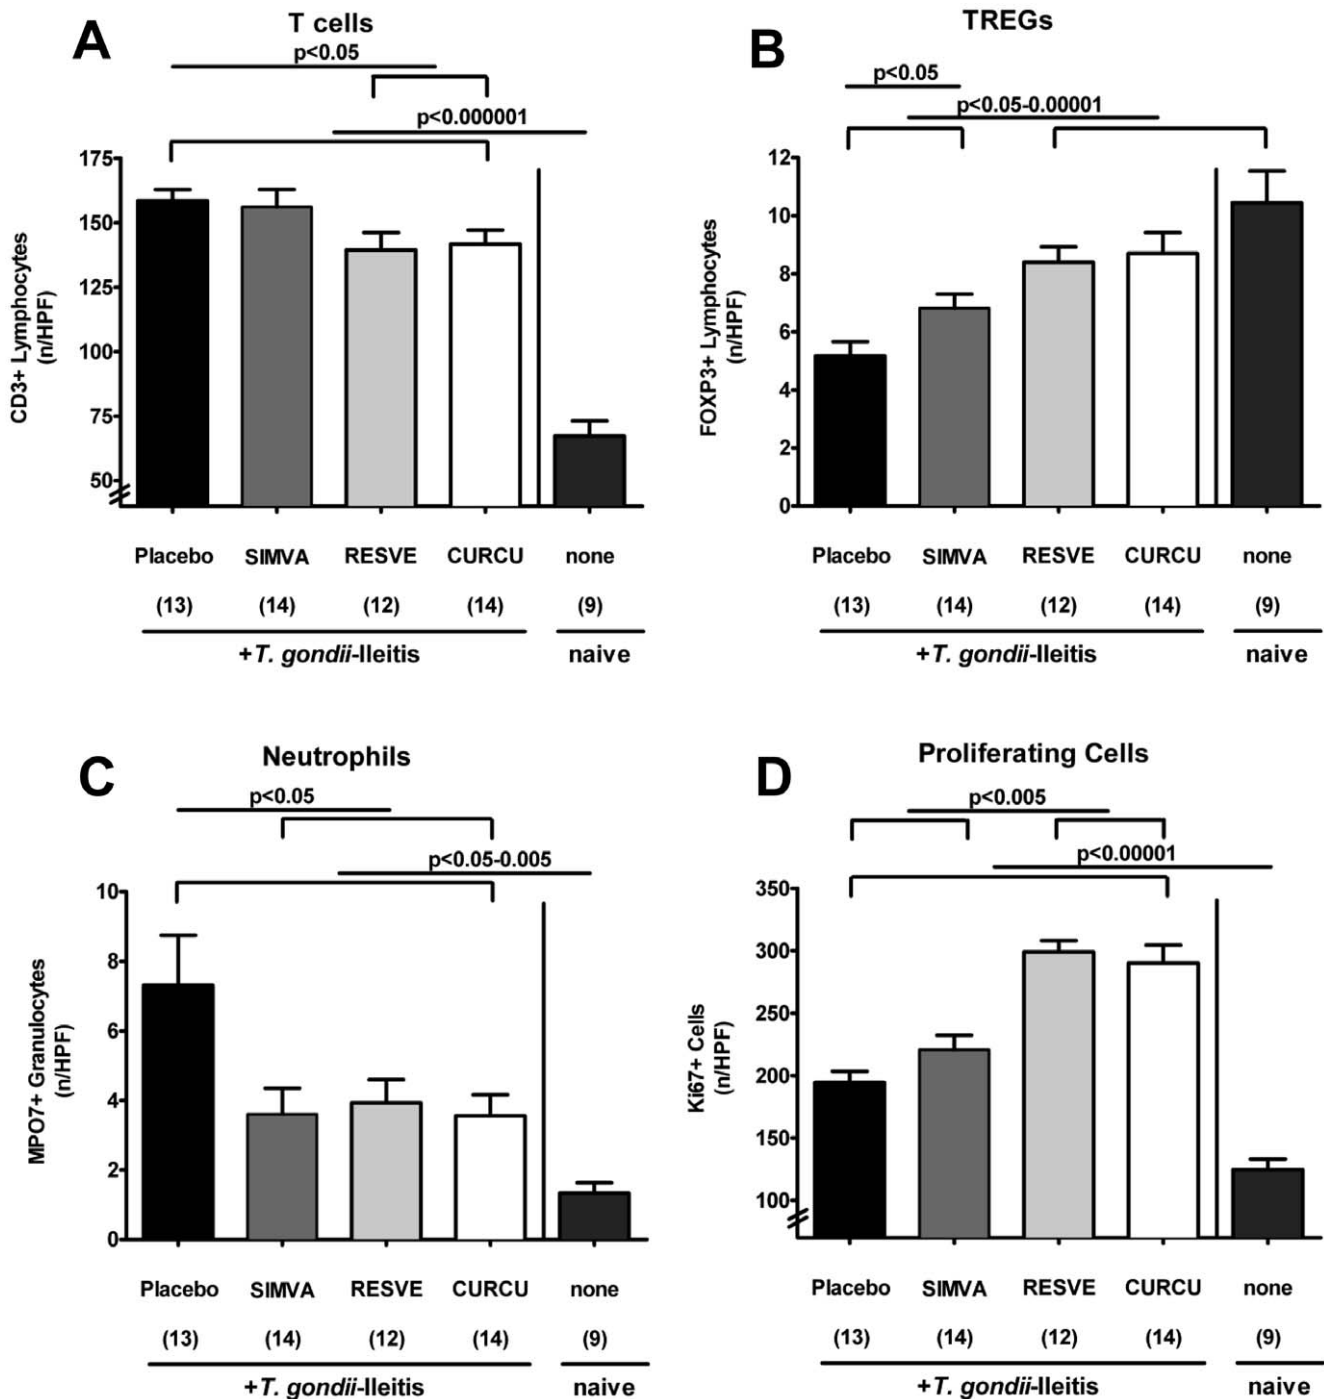 A
T cells
p<0.05
p<0.000001
175
150
125
100
75
50
CD3+ Lymphocytes
(n/HPF)
Placebo SIMVA RESVE CURCU none
(13) (14) (12) (14) (9)
+T. gondii-Ileitis naive
B
TREGs
p<0.05
p<0.05-0.00001
12
10
8
6
4
2
0
FOXP3+ Lymphocytes
(n/HPF)
Placebo SIMVA RESVE CURCU none
(13) (14) (12) (14) (9)
+T. gondii-Ileitis naive
C
Neutrophils
p<0.05
p<0.05-0.005
10
8
6
4
2
0
MPO7+ Granulocytes
(n/HPF)
Placebo SIMVA RESVE CURCU none
(13) (14) (12) (14) (9)
+T. gondii-Ileitis naive
D
Proliferating Cells
p<0.005
p<0.00001
350
300
250
200
150
100
Ki67+ Cells
(n/HPF)
Placebo SIMVA RESVE CURCU none
(13) (14) (12) (14) (9)
+T. gondii-Ileitis naive